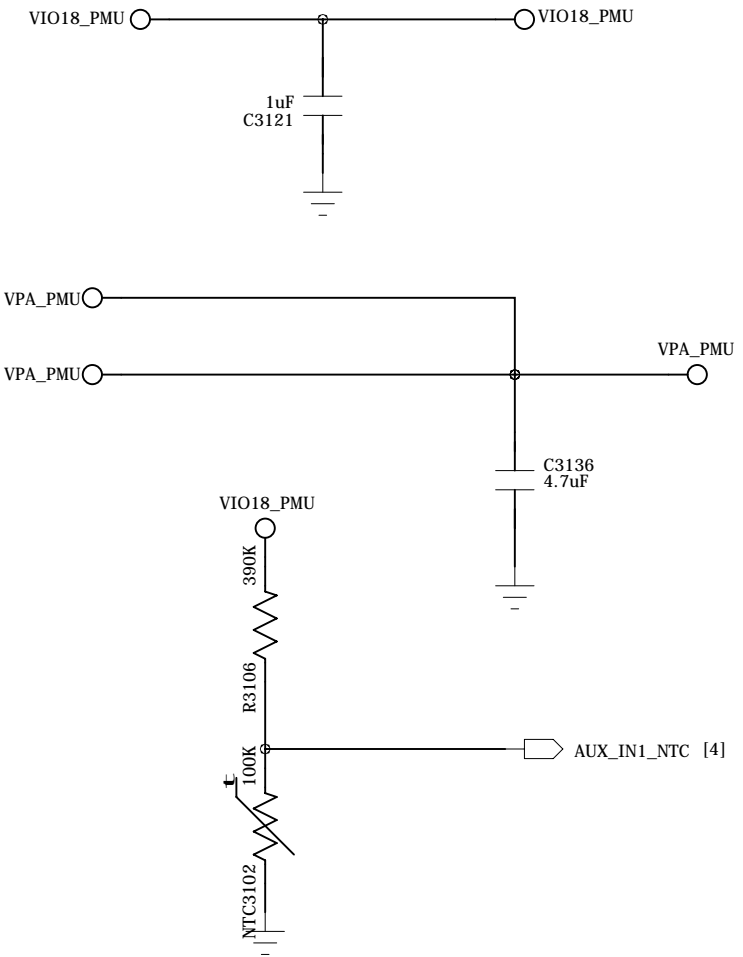 VIO18_PMU
VIO18_PMU
1uF
C3121
VPA_PMU
VPA_PMU
VPA_PMU
C3136
4.7uF
VIO18_PMU
390K
R3106
100K
t
AUX_IN1_NTC [4]
NTC3102